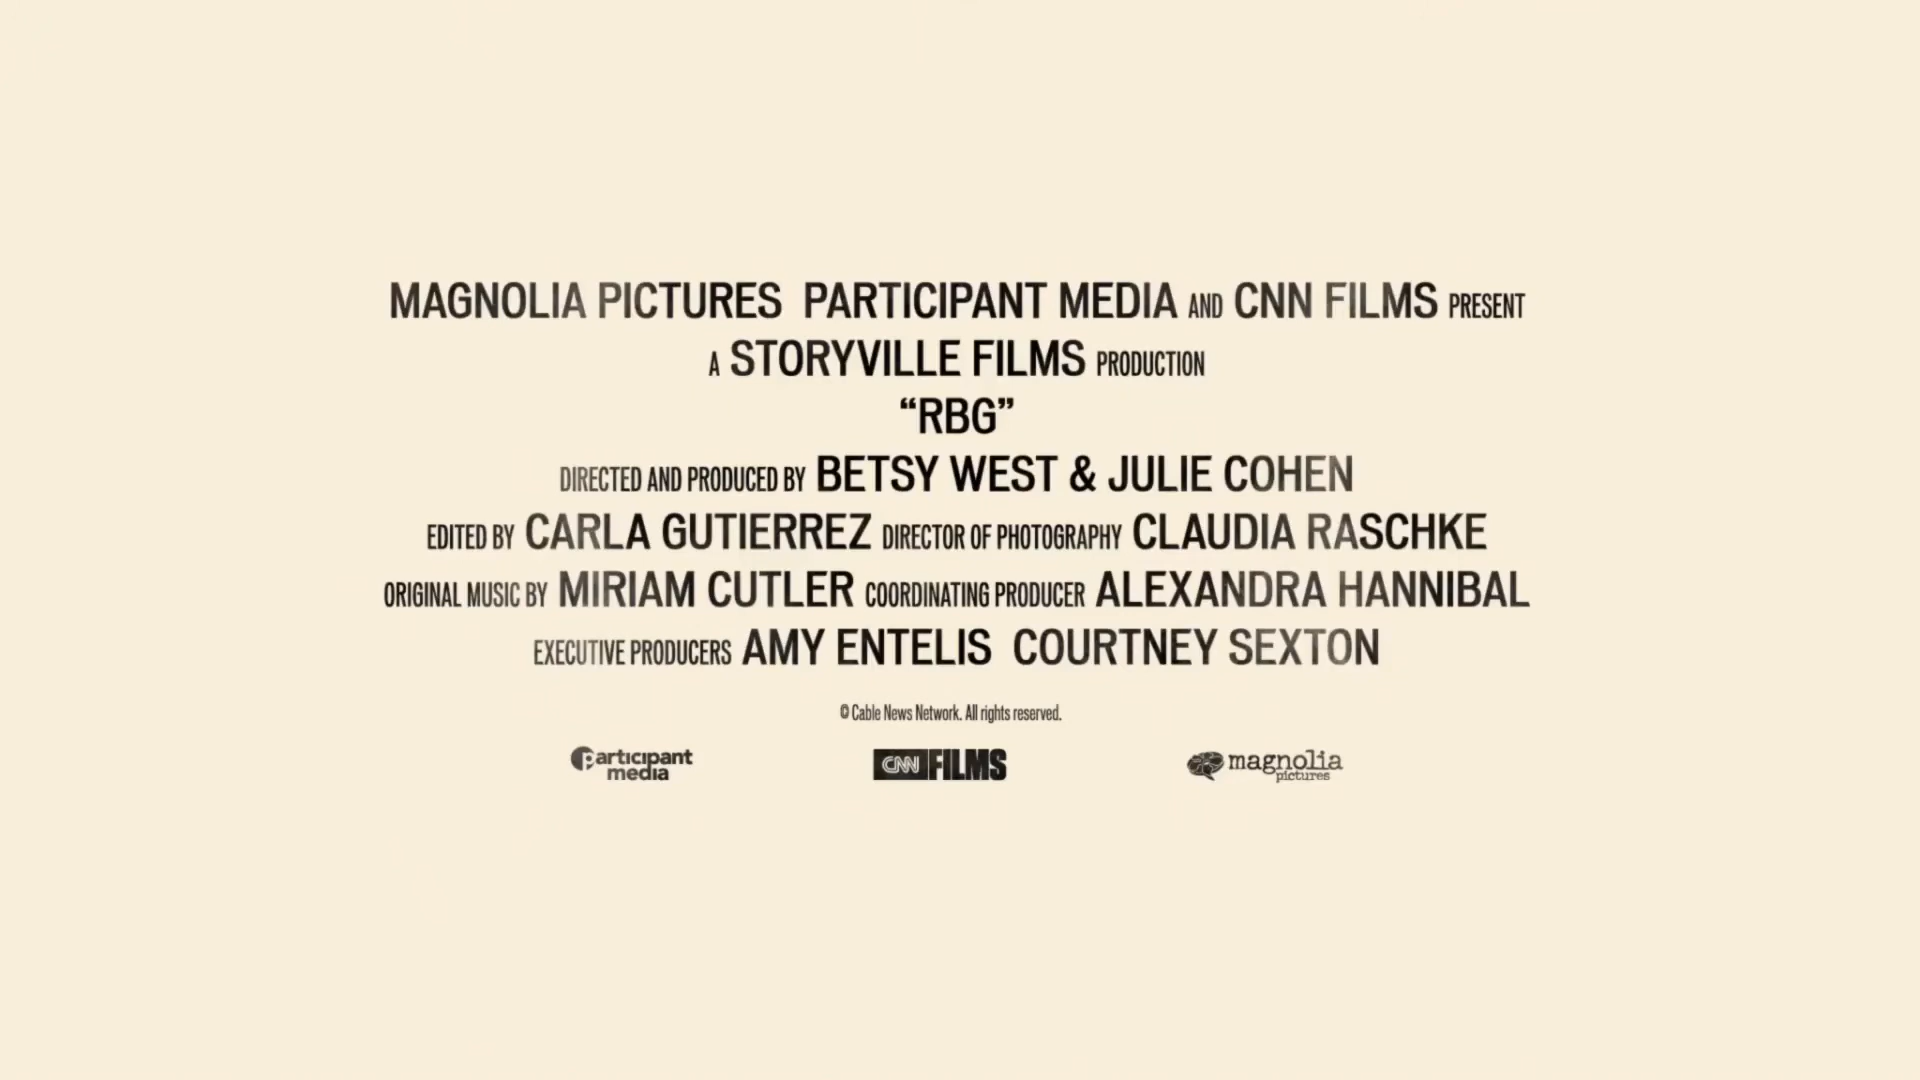 MAGNOLIA PICTURES PARTICIPANT MEDIA AND CNN FILMS PRESENT
A STORYVILLE FILMS PRODUCTION
“RBG”
DIRECTED AND PRODUCED BY BETSY WEST & JULIE COHEN
EDITED BY CARLA GUTIERREZ DIRECTOR OF PHOTOGRAPHY CLAUDIA RASCHKE
ORIGINAL MUSIC BY MIRIAM CUTLER COORDINATING PRODUCER ALEXANDRA HANNIBAL
EXECUTIVE PRODUCERS AMY ENTELIS COURTNEY SEXTON
© Cable News Network. All rights reserved.
participant media
CNN FILMS
magnolia pictures